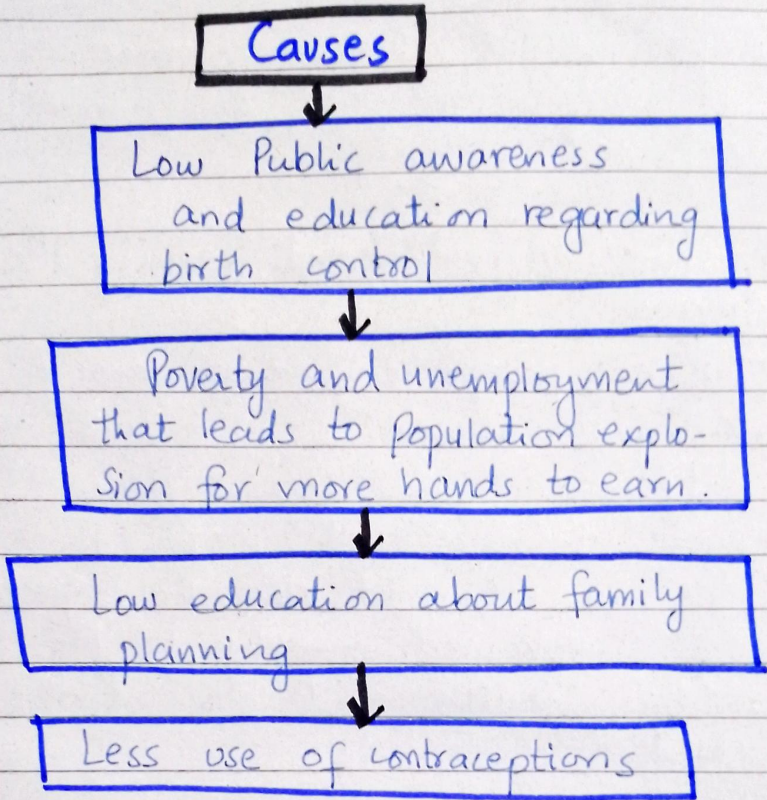 Causes
Low Public awareness
and education regarding
birth control
Poverty and unemployment
that leads to Population explo-
sion for more hands to earn.
Low education about family
planning
Less use of contraceptions